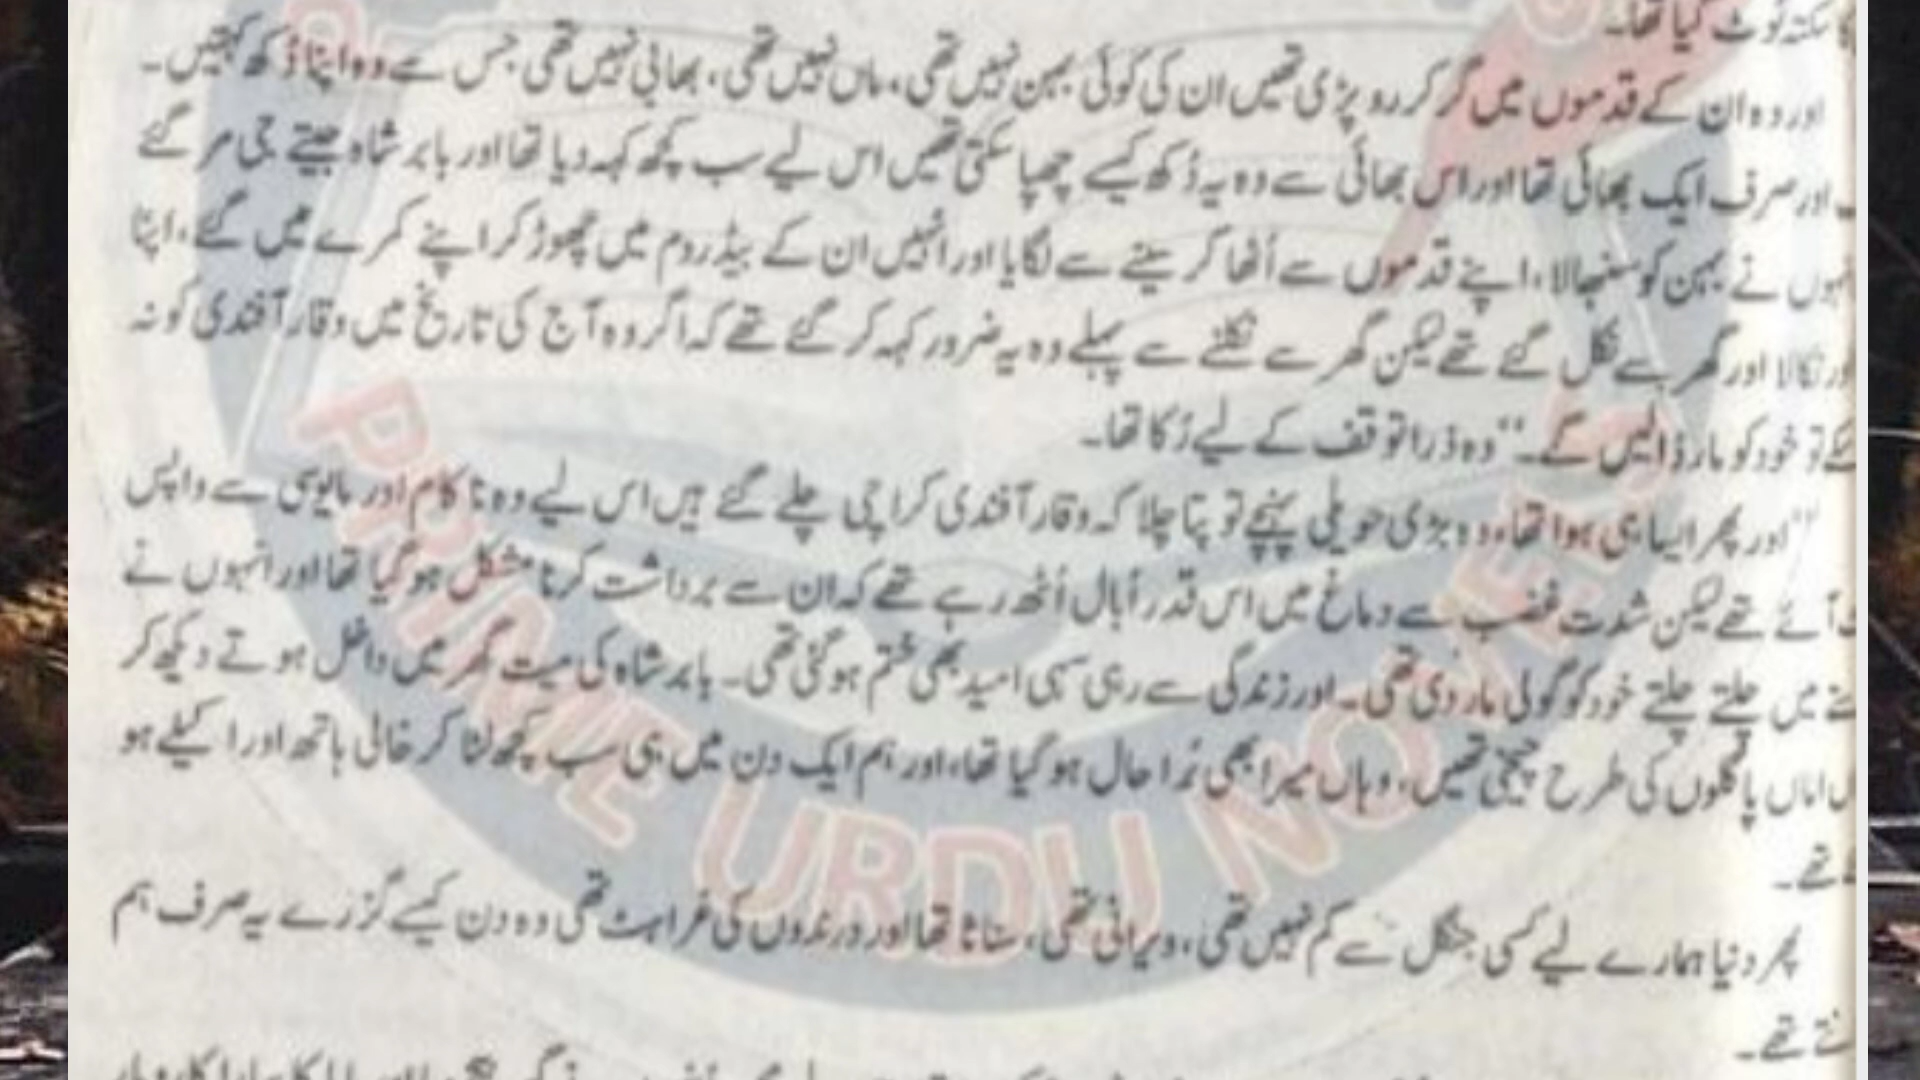 سکتہ ٹوٹ گیا تھا۔
اور وہ ان کے قدموں میں گر کر رو پڑی تھیں ان کی کوئی بہن نہیں تھی، ماں نہیں تھی، بھابی نہیں تھی جس سے وہ اپنا دُکھ کہتیں۔
اور صرف ایک بھائی تھا اور اس بھائی سے وہ یہ دُکھ کیسے چھپا سکتی تھیں اس لیے سب کچھ کہہ دیا تھا اور بابر شاہ جیتے جی مر گئے
نے بہن کو سنبھالا، اپنے قدموں سے اُٹھا کر سینے سے لگایا اور انہیں ان کے بیڈ روم میں چھوڑ کر اپنے کمرے میں گئے، اپنا
نکالا اور گھر سے نکل گئے تھے لیکن گھر سے نکلنے سے پہلے وہ یہ ضرور کہہ کر گئے تھے کہ اگر وہ آج کی تاریخ میں وقار آفندی کو نہ
تو خود کو مار ڈالیں گے۔“ وہ ذرا توقف کے لیے رُکا تھا۔
”اور پھر ایسا ہی ہوا تھا، وہ بڑی حویلی پہنچے تو پتا چلا کہ وقار آفندی کراچی چلے گئے ہیں اس لیے وہ ناکام اور مایوسی سے واپس
آئے تھے لیکن شدت غضب سے دماغ میں اس قدر اُبال اُٹھ رہے تھے کہ ان سے برداشت کرنا مشکل ہو گیا تھا اور انہوں نے
میں چلتے چلتے خود کو گولی مار دی تھی۔ اور زندگی سے رہی سہی امید بھی ختم ہو گئی تھی۔ بابر شاہ کی میت گھر میں داخل ہوتے دیکھ کر
اماں پاگلوں کی طرح چیخی تھیں، وہاں میرا بھی بُرا حال ہو گیا تھا، اور ہم ایک دن میں ہی سب کچھ لٹا کر خالی ہاتھ اور اکیلے ہو
تھے۔
پھر دنیا ہمارے لیے کسی جنگل سے کم نہیں تھی، ویرانی تھی، سناٹا تھا اور درندوں کی غراہٹ تھی وہ دن کیسے گزرے یہ صرف ہم
تھے۔
PRIME URDU NOVELS